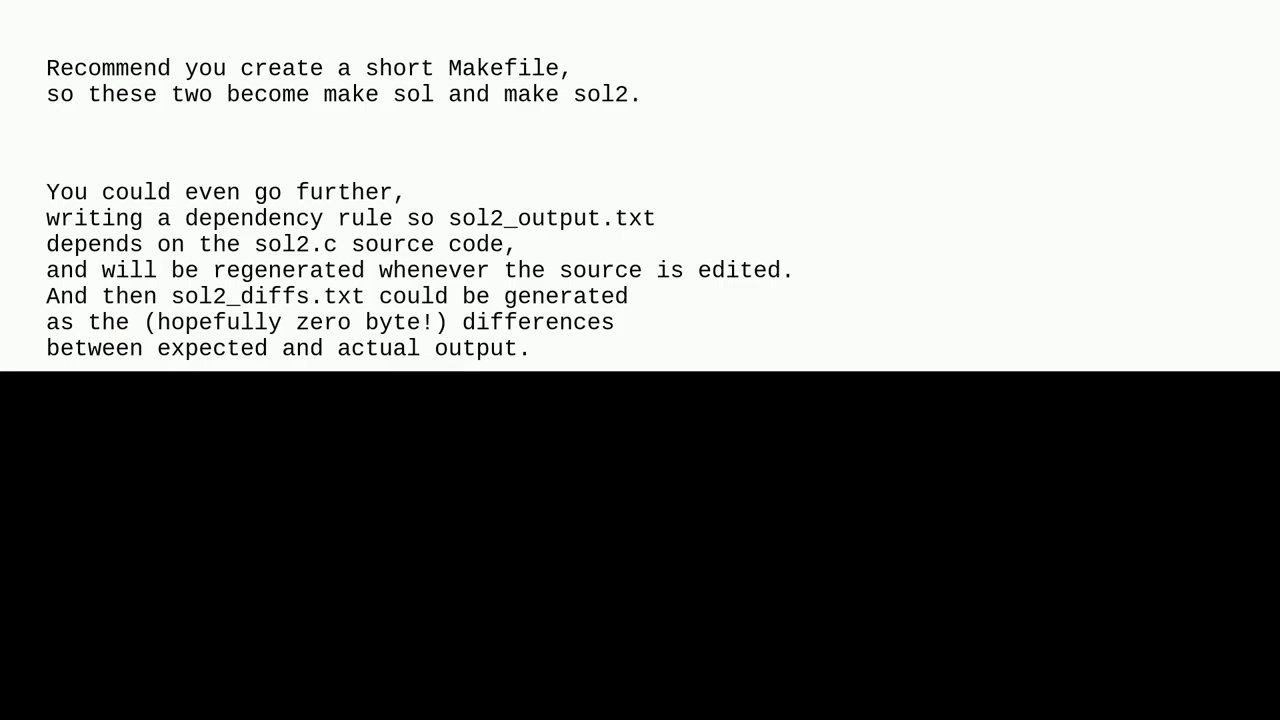 Recommend you create a short Makefile,
so these two become make sol and make sol2.
You could even go further,
writing a dependency rule so sol2_output.txt
depends on the sol2.c source code,
and will be regenerated whenever the source is edited.
And then sol2_diffs.txt could be generated
as the (hopefully zero byte!) differences
between expected and actual output.